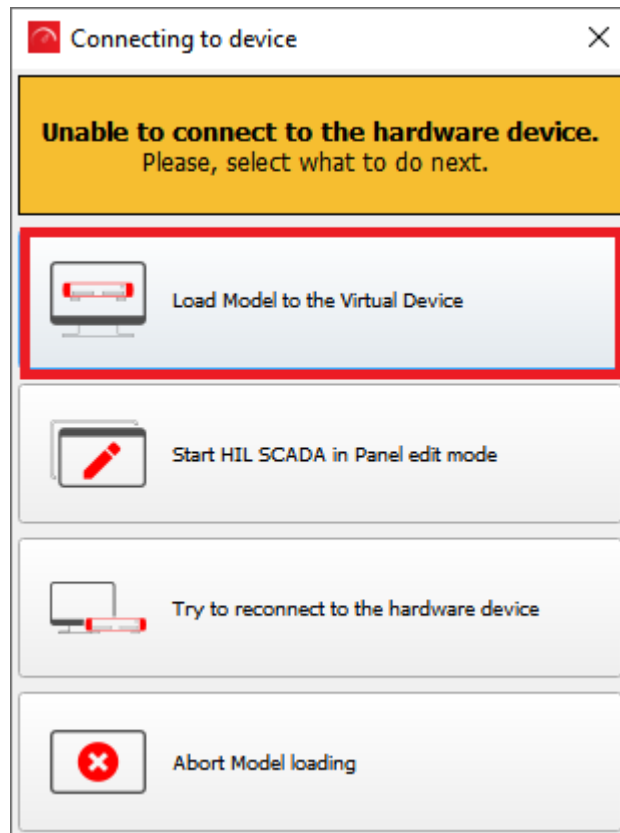 Connecting to device
Unable to connect to the hardware device.
Please, select what to do next.
Load Model to the Virtual Device
Start HIL SCADA in Panel edit mode
Try to reconnect to the hardware device
Abort Model loading